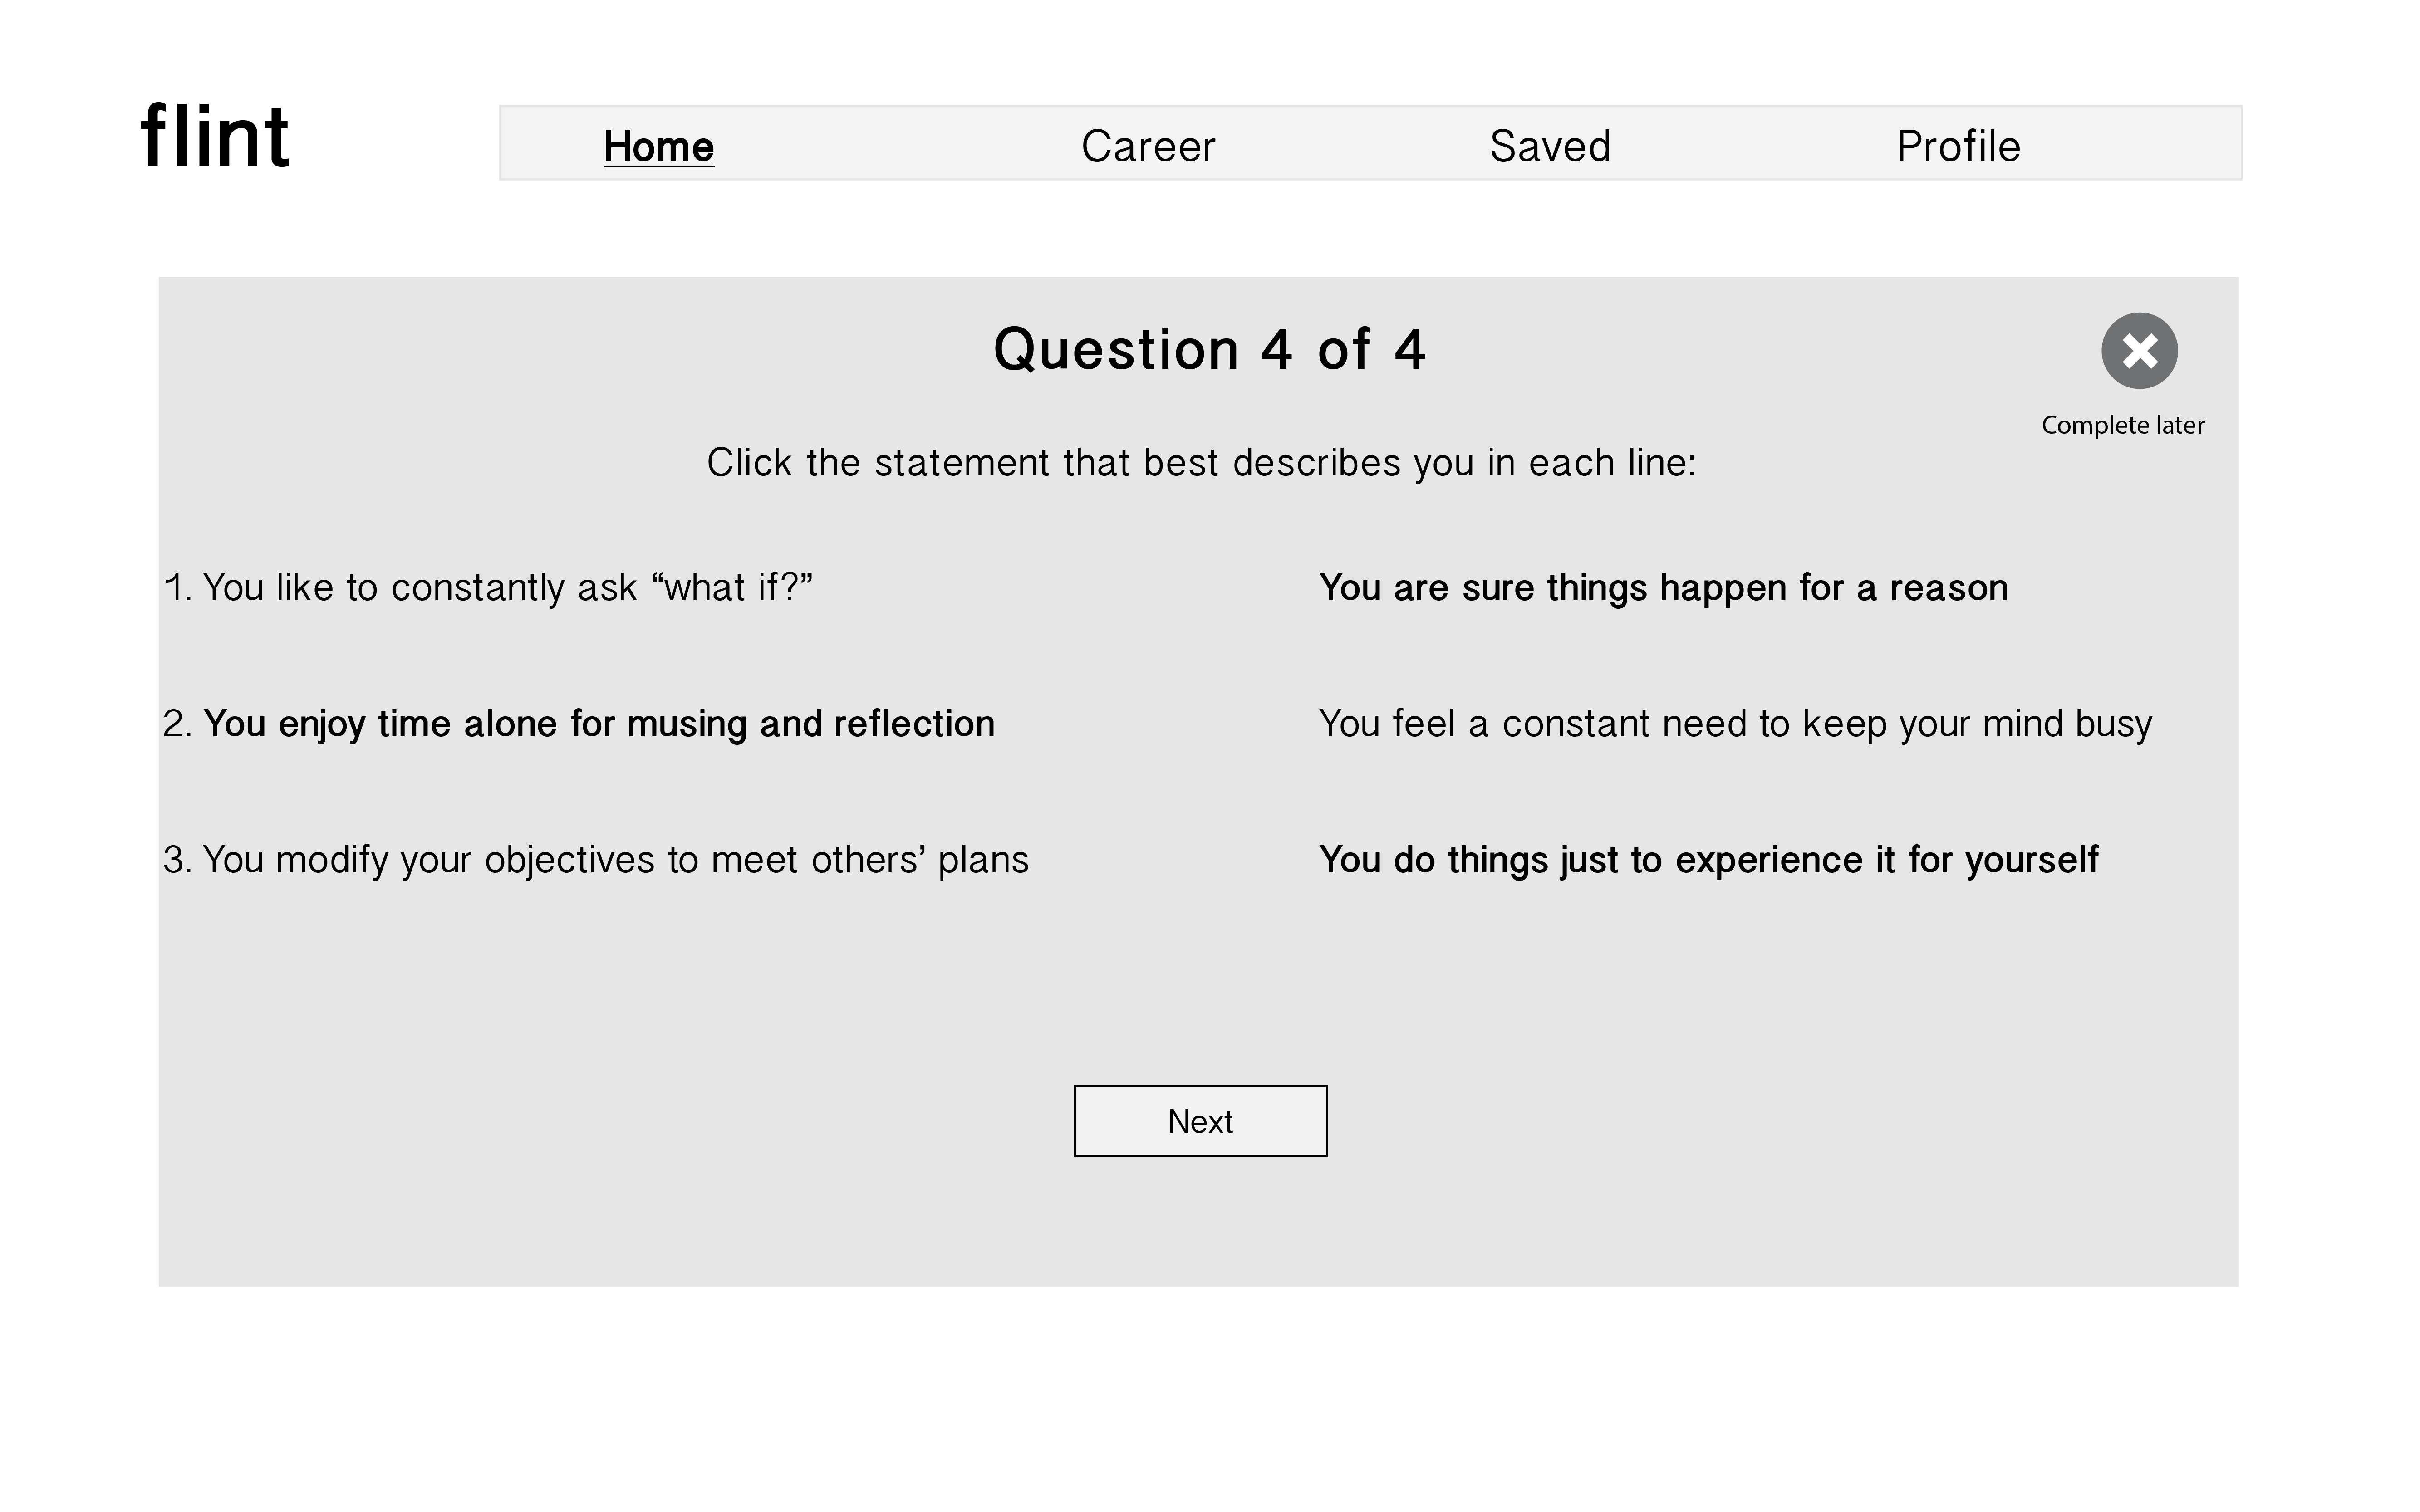 flint
Home Career Saved Profile
Question 4 of 4
Complete later
Click the statement that best describes you in each line:
1. You like to constantly ask “what if?” You are sure things happen for a reason
2. You enjoy time alone for musing and reflection You feel a constant need to keep your mind busy
3. You modify your objectives to meet others’ plans You do things just to experience it for yourself
Next